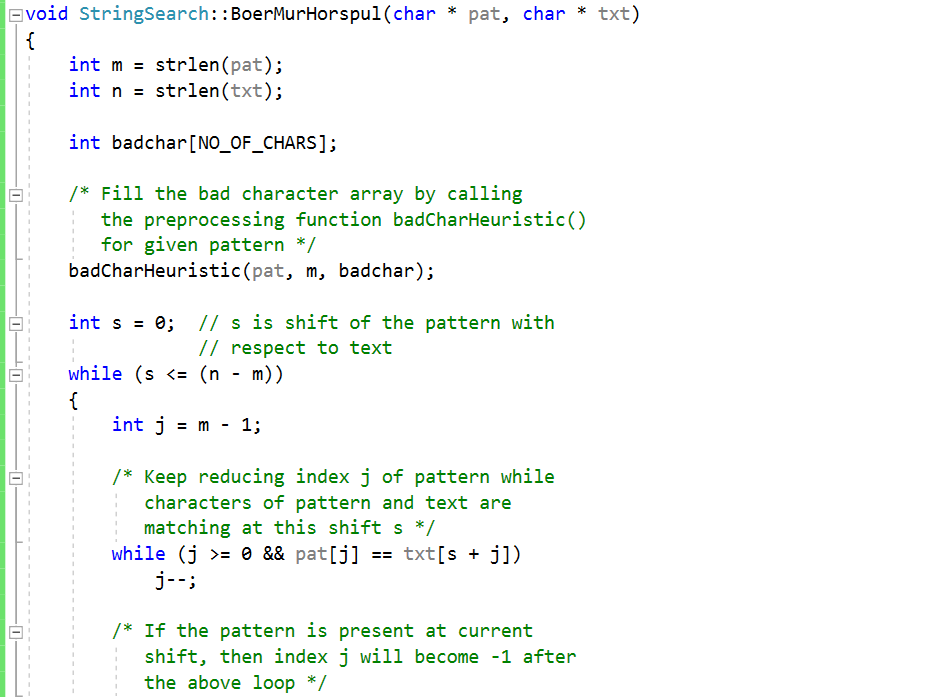 void StringSearch::BoerMurHorspul(char * pat, char * txt)
{
    int m = strlen(pat);
    int n = strlen(txt);

    int badchar[NO_OF_CHARS];

    /* Fill the bad character array by calling
       the preprocessing function badCharHeuristic()
       for given pattern */
    badCharHeuristic(pat, m, badchar);

    int s = 0;  // s is shift of the pattern with
                // respect to text
    while (s <= (n - m))
    {
        int j = m - 1;

        /* Keep reducing index j of pattern while
           characters of pattern and text are
           matching at this shift s */
        while (j >= 0 && pat[j] == txt[s + j])
            j--;

        /* If the pattern is present at current
           shift, then index j will become -1 after
           the above loop */